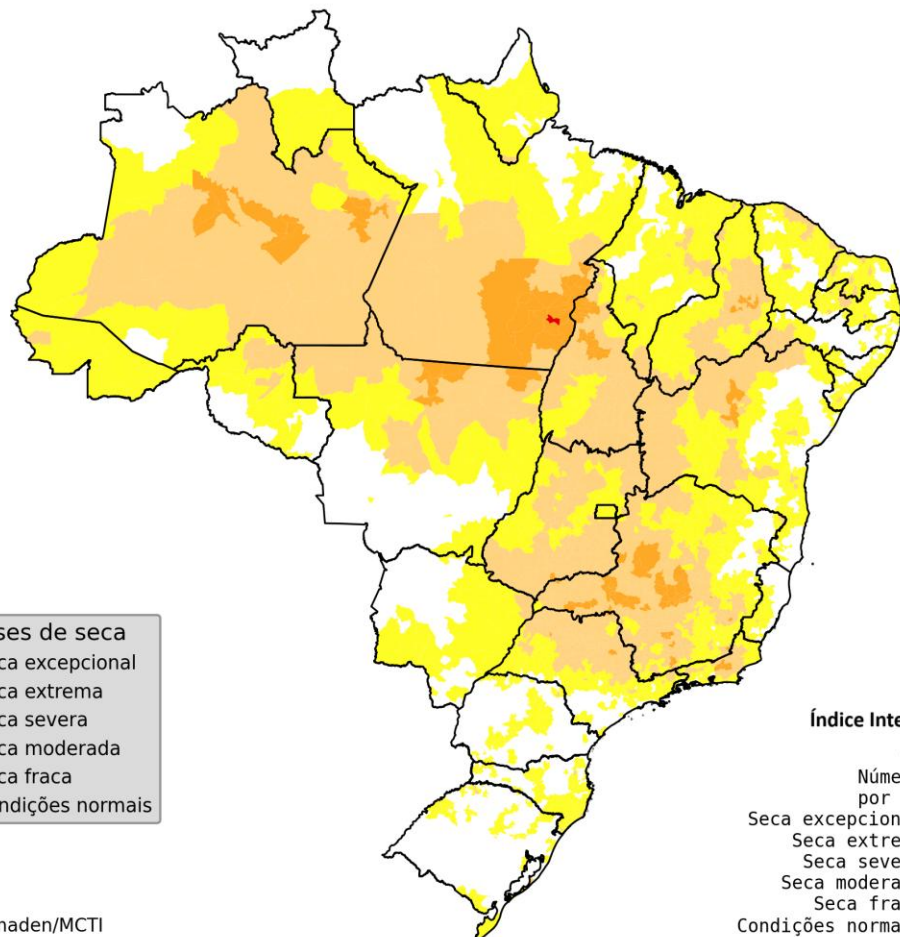 ses de seca
ca excepcional
ca extrema
ca severa
ca moderada
ca fraca
ndições normais
Índice Inte
Núme
por
Seca excepcion
Seca extre
Seca seve
Seca modera
Seca fra
Condições norma
naden/MCTI